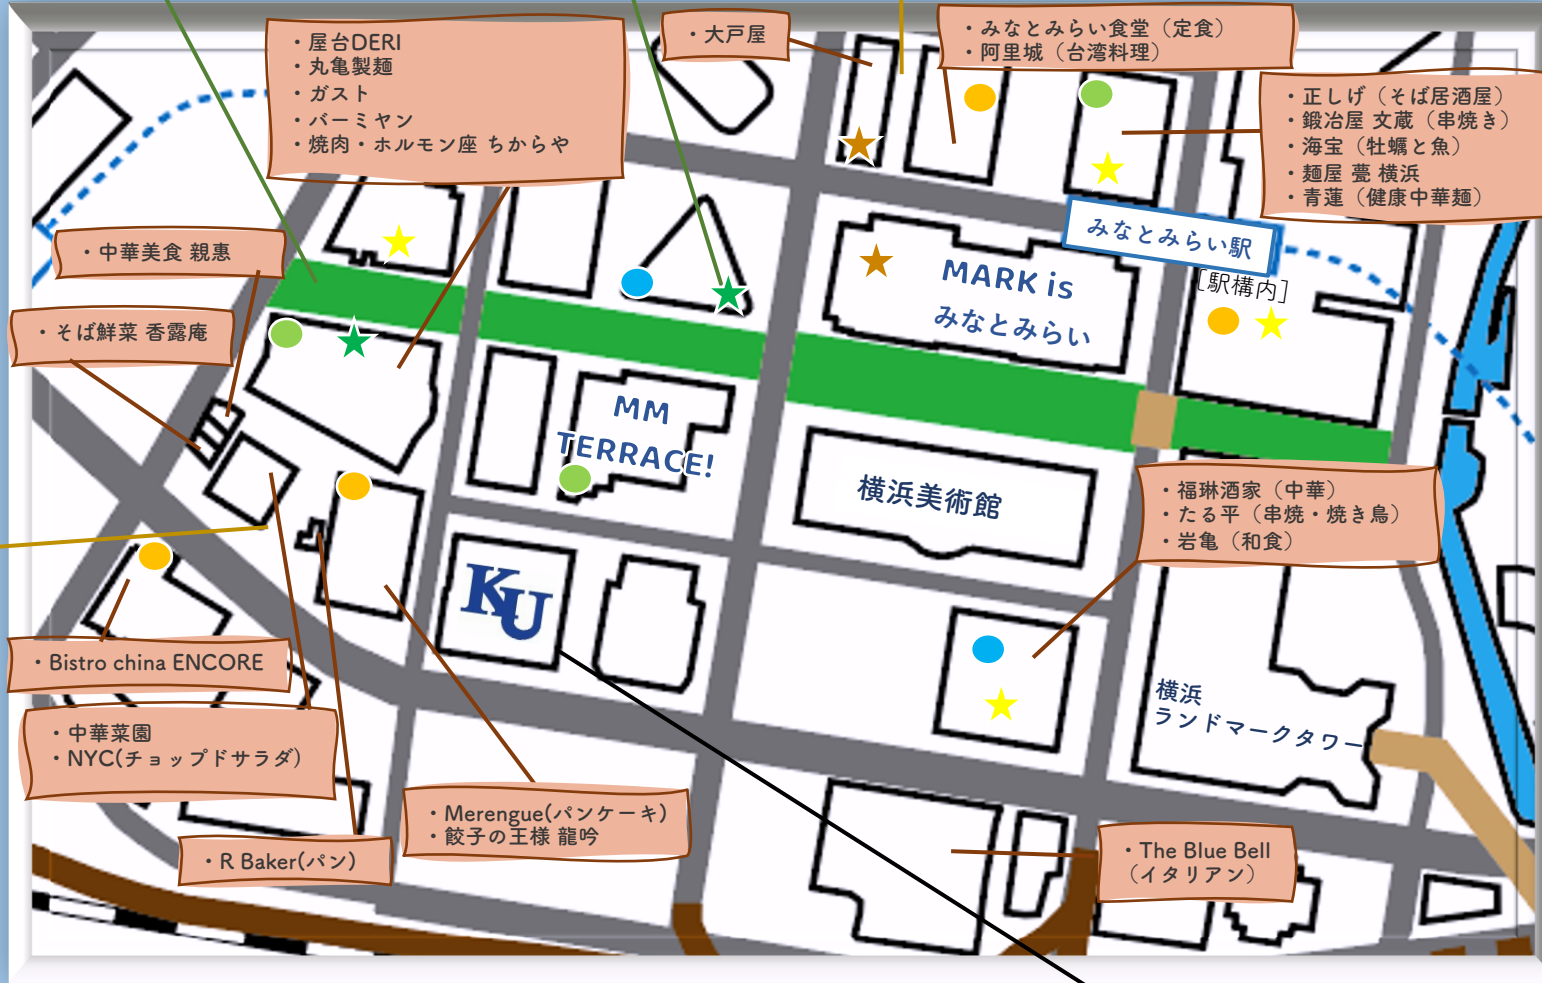 ・屋台DERI
・丸亀製麺
・ガスト
・バーミヤン
・焼肉・ホルモン座 ちからや
・大戸屋
・みなとみらい食堂（定食）
・阿里城（台湾料理）
・正しげ（そば居酒屋）
・鍛冶屋 文蔵（串焼き）
・海宝（牡蠣と魚）
・麺屋 甍 横浜
・青蓮（健康中華麺）
・中華美食 親惠
・そば鮮菜 香露庵
みなとみらい駅
[駅構内]
MARK is
みなとみらい
MM
TERRACE!
横浜美術館
KU
・福琳酒家（中華）
・たる平（串焼・焼き鳥）
・岩亀（和食）
横浜
ランドマークタワー
・Bistro china ENCORE
・中華菜園
・NYC(チョップドサラダ)
・R Baker(パン)
・Merengue(パンケーキ)
・餃子の王様 龍吟
・The Blue Bell
（イタリアン）